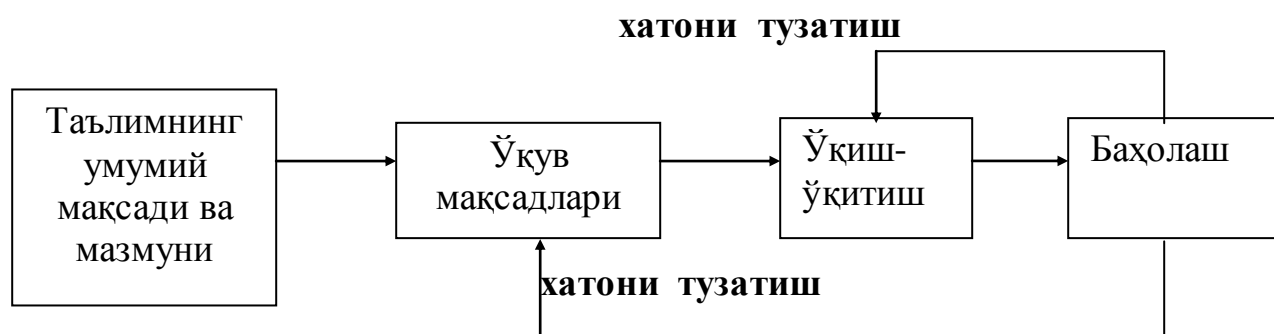 хатони тузатиш
Таълимнинг
умумий
мақсади ва
мазмуни
Ўқув
мақсадлари
Ўқиш-
ўқитиш
Баҳолаш
хатони тузатиш